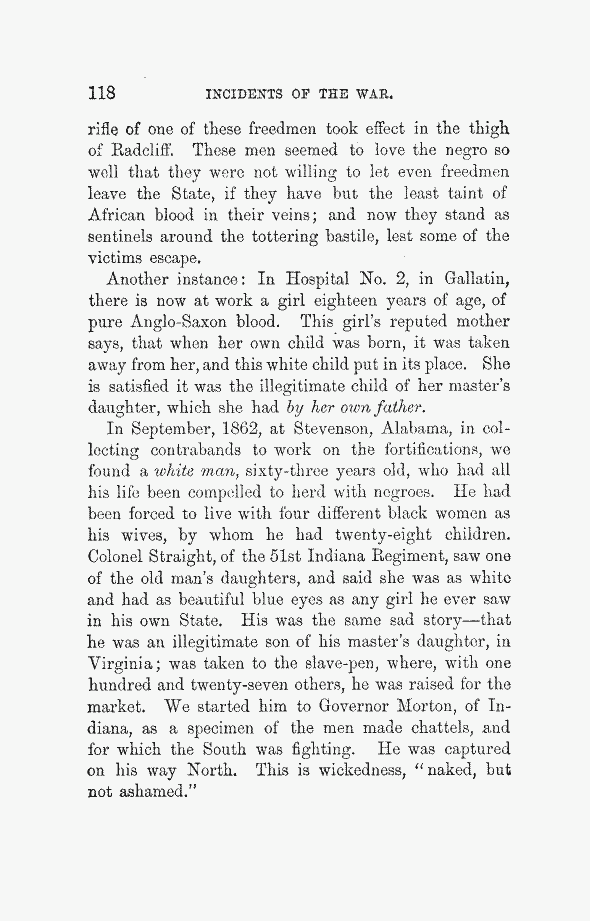 118 INCIDENTS OF THE WAR.
rifle of one of these freedmen took effect in the thigh
of Radcliff. These men seemed to love the negro so
well that they were not willing to let even freedmen
leave the State, if they have but the least taint of
African blood in their veins; and now they stand as
sentinels around the tottering bastile, lest some of the
victims escape.
Another instance: In Hospital No. 2, in Gallatin,
there is now at work a girl eighteen years of age, of
pure Anglo-Saxon blood. This girl's reputed mother
says, that when her own child was born, it was taken
away from her, and this white child put in its place. She
is satisfied it was the illegitimate child of her master's
daughter, which she had by her own father.
In September, 1862, at Stevenson, Alabama, in col-
lecting contrabands to work on the fortifications, we
found a white man, sixty-three years old, who had all
his life been compelled to herd with negroes. He had
been forced to live with four different black women as
his wives, by whom he had twenty-eight children.
Colonel Straight, of the 51st Indiana Regiment, saw one
of the old man's daughters, and said she was as white
and had as beautiful blue eyes as any girl he ever saw
in his own State. His was the same sad story—that
he was an illegitimate son of his master's daughter, in
Virginia; was taken to the slave-pen, where, with one
hundred and twenty-seven others, he was raised for the
market. We started him to Governor Morton, of In-
diana, as a specimen of the men made chattels, and
for which the South was fighting. He was captured
on his way North. This is wickedness, "naked, but
not ashamed."